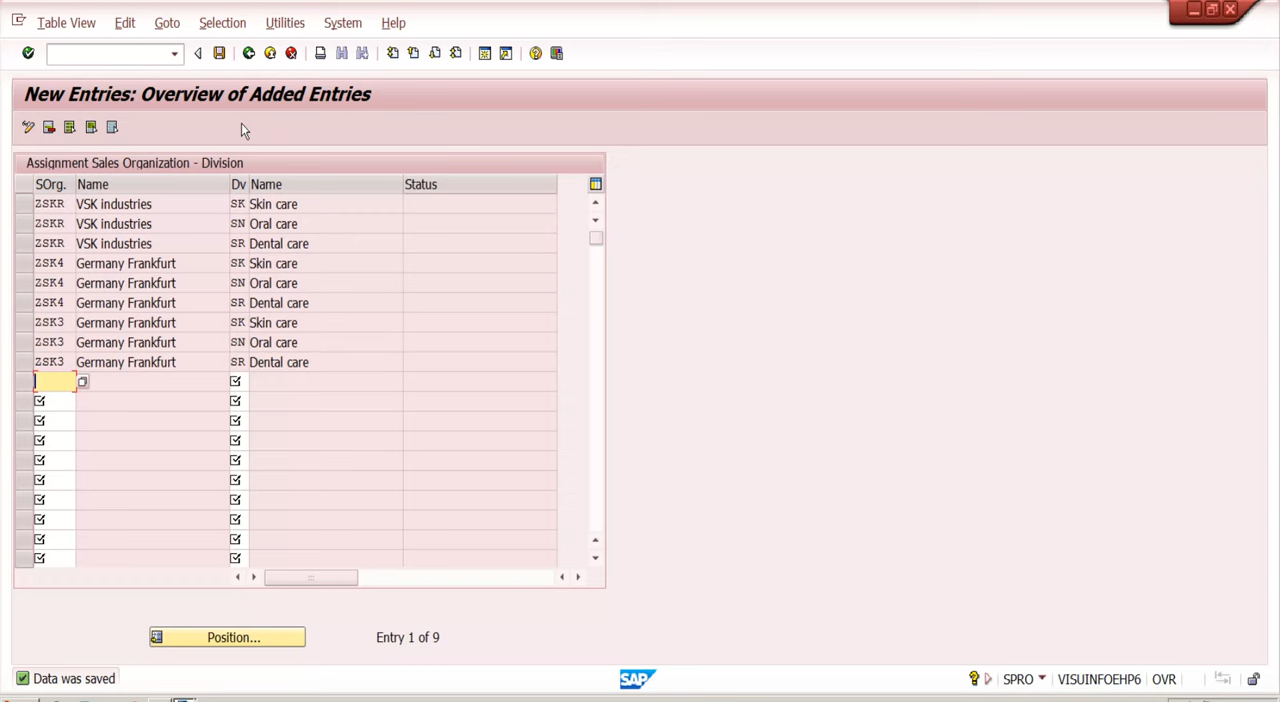 Table View Edit Goto Selection Utilities System Help
New Entries: Overview of Added Entries
Assignment Sales Organization - Division
SOrg. Name Dv Name Status
ZSKR VSK industries SK Skin care
ZSKR VSK industries SN Oral care
ZSKR VSK industries SR Dental care
ZSK4 Germany Frankfurt SK Skin care
ZSK4 Germany Frankfurt SN Oral care
ZSK4 Germany Frankfurt SR Dental care
ZSK3 Germany Frankfurt SK Skin care
ZSK3 Germany Frankfurt SN Oral care
ZSK3 Germany Frankfurt SR Dental care
Position... Entry 1 of 9
Data was saved SAP SPRO VISUINFOEHP6 OVR